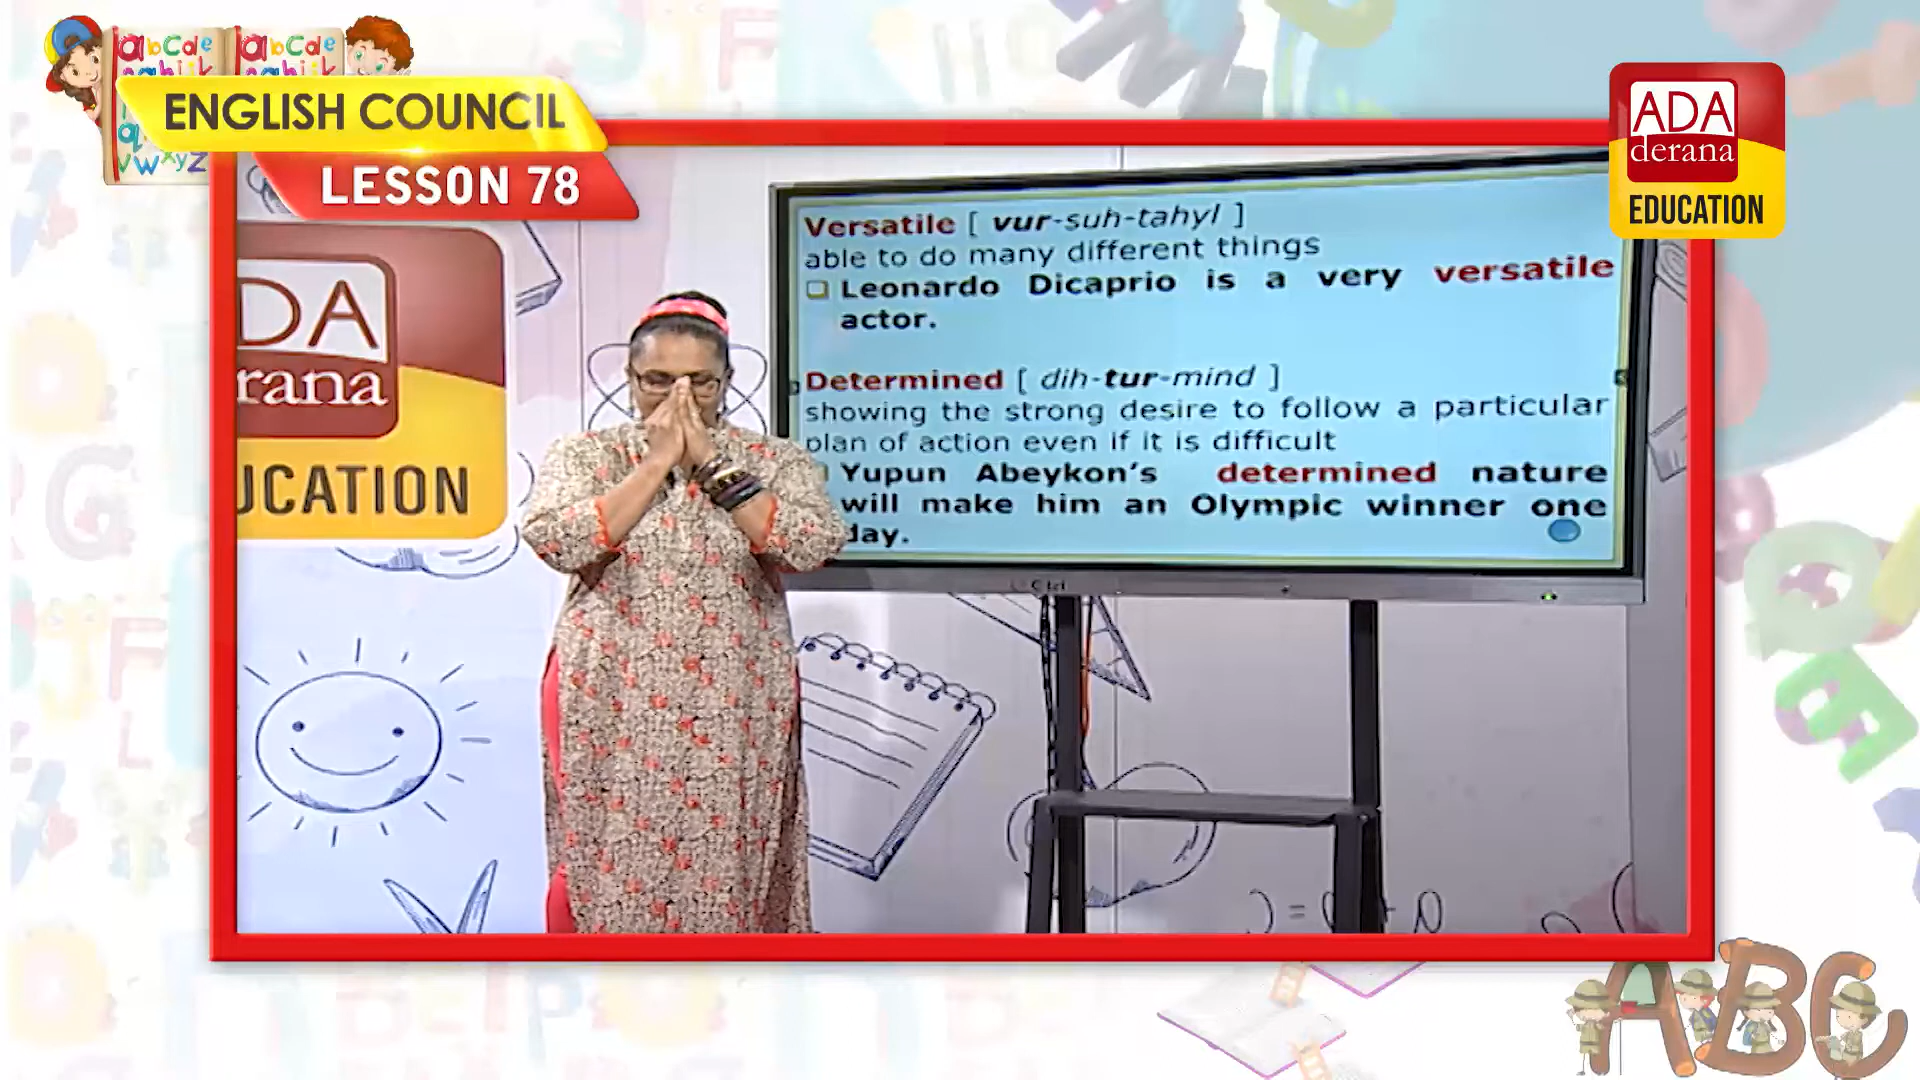 ENGLISH COUNCIL
LESSON 78
ADA
derana
EDUCATION
DA
rana
UCATION
Versatile [ vur-suh-tahyl ]
able to do many different things
❑ Leonardo Dicaprio is a very versatile
actor.
Determined [ dih-tur-mind ]
showing the strong desire to follow a particular
plan of action even if it is difficult
Yupun Abeykon's determined nature
will make him an Olympic winner one
day.
ABC